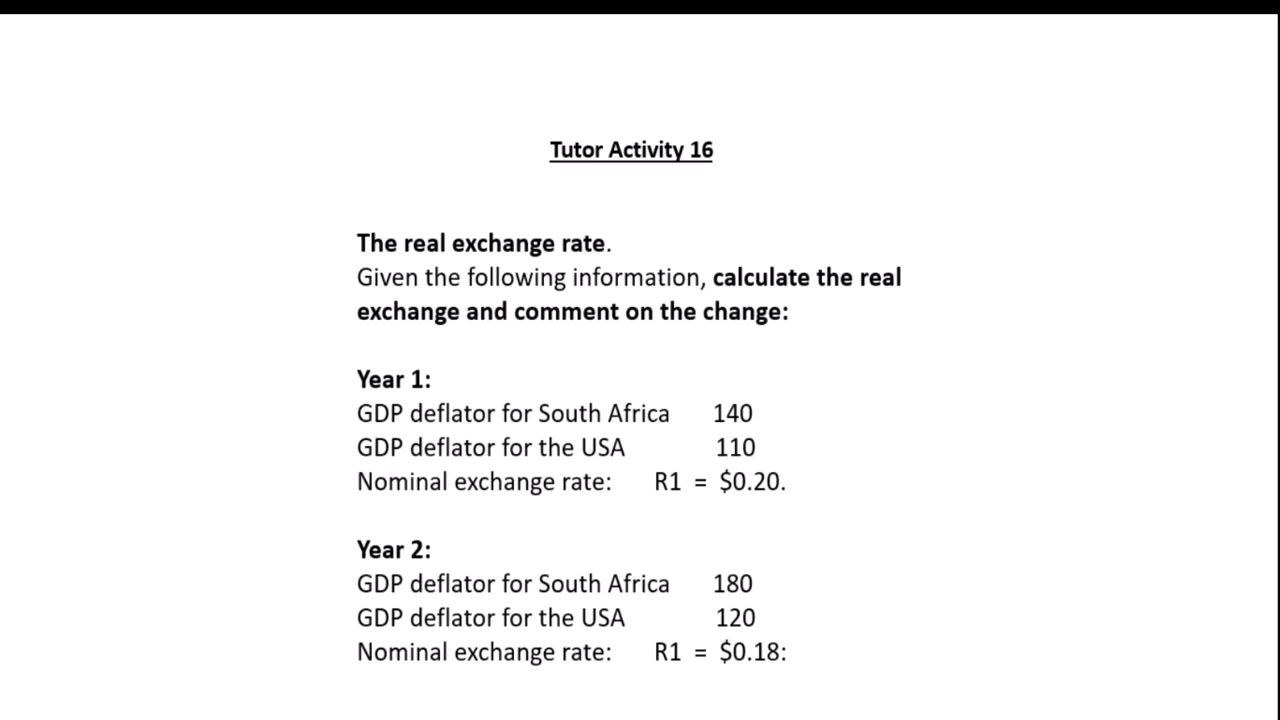 Tutor Activity 16
The real exchange rate.
Given the following information, calculate the real
exchange and comment on the change:
Year 1:
GDP deflator for South Africa 140
GDP deflator for the USA 110
Nominal exchange rate: R1 = $0.20.
Year 2:
GDP deflator for South Africa 180
GDP deflator for the USA 120
Nominal exchange rate: R1 = $0.18: